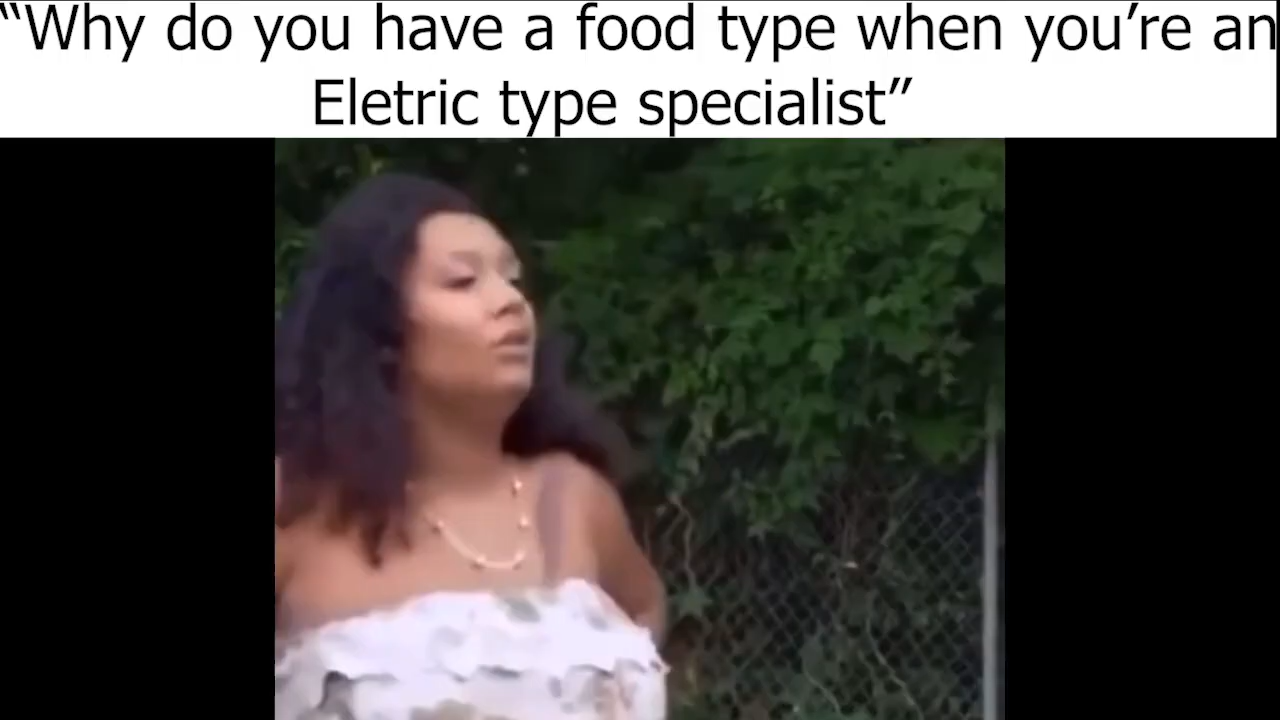 “Why do you have a food type when you’re an
Eletric type specialist”